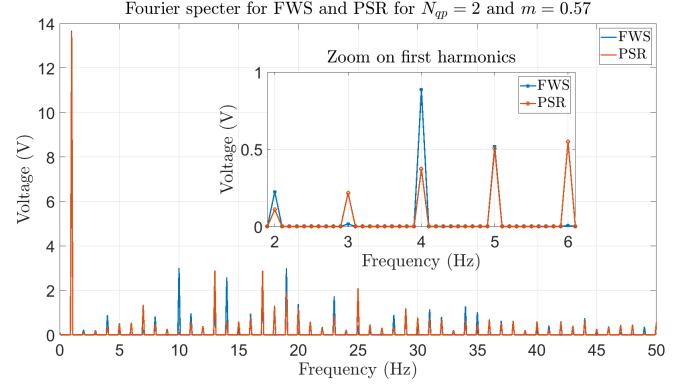 Fourier specter for FWS and PSR for N_{qp} = 2 and m = 0.57
14
12
10
8
6
4
2
0
Voltage (V)
0 5 10 15 20 25 30 35 40 45 50
Frequency (Hz)
FWS
PSR
Zoom on first harmonics
1
0.5
0
Voltage (V)
2 3 4 5 6
Frequency (Hz)
FWS
PSR